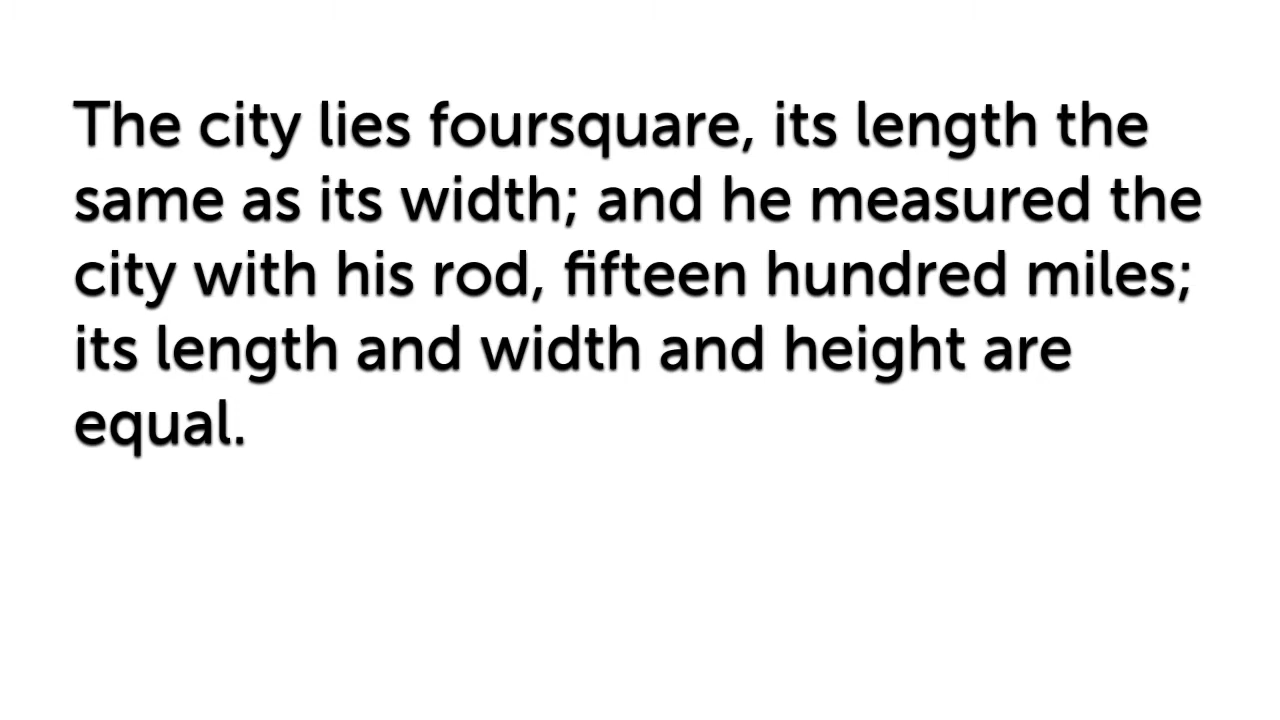 The city lies foursquare, its length the
same as its width; and he measured the
city with his rod, fifteen hundred miles;
its length and width and height are
equal.